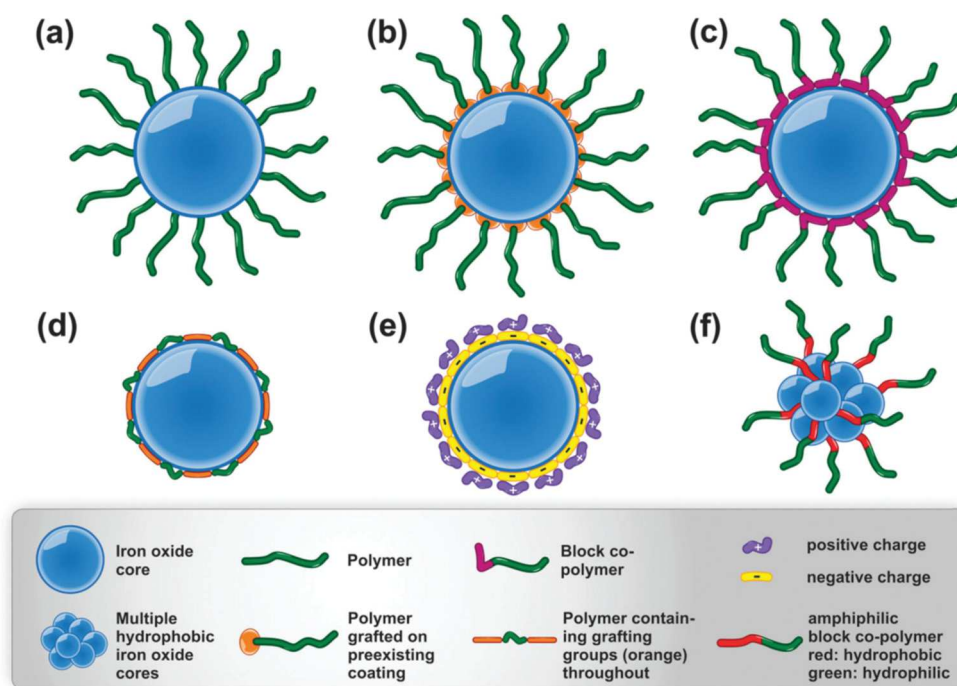 (a)
(b)
(c)
(d)
(e)
(f)
+
-
Iron oxide
core
Polymer
Block co-
polymer
+ positive charge
- negative charge
Multiple
hydrophobic
iron oxide
cores
Polymer
grafted on
preexisting
coating
Polymer contain-
ing grafting
groups (orange)
throughout
amphiphilic
block co-polymer
red: hydrophobic
green: hydrophilic